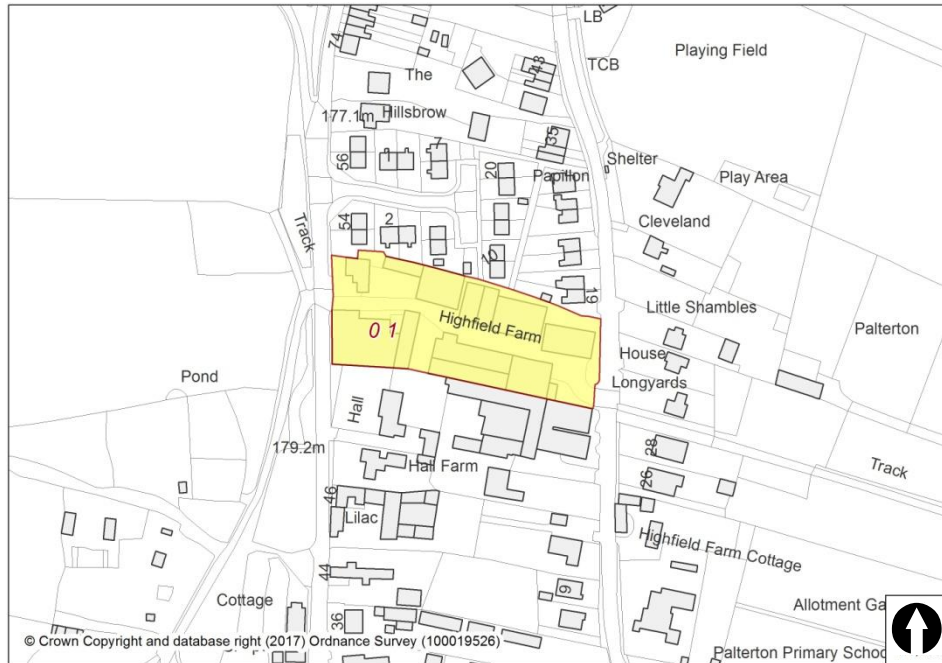 LB
Playing Field
74
The
43
TCB
177.1m
Hillsbrow
35
56
1
7
Shelter
20
Papillon
Play Area
Track
54
2
Cleveland
10
19
Little Shambles
Highfield Farm
0 1
Palterton
House
Pond
Longyards
Hall
179.2m
28
Hall Farm
Track
26
46
Lilac
Highfield Farm Cottage
44
9
Cottage
36
Allotment Ga
© Crown Copyright and database right (2017) Ordnance Survey (100019526)
Palterton Primary Schoo